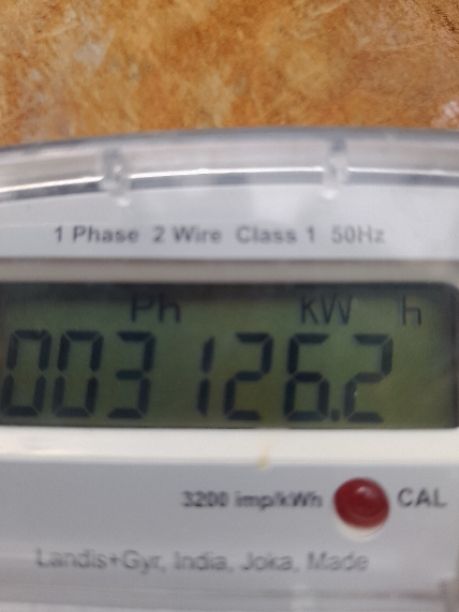 1 Phase 2 Wire Class 1 50Hz
Ph kW h
003126.2
3200 imp/kWh CAL
Landis+Gyr, India, Joka, Made